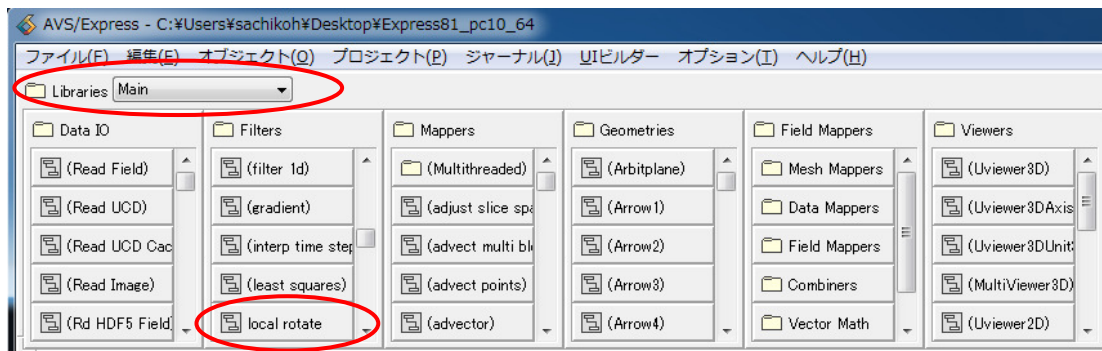 AVS/Express - C:¥Users¥sachikoh¥Desktop¥Express81_pc10_64
ファイル(F) 編集(E) オブジェクト(O) プロジェクト(P) ジャーナル(J) UIビルダー オプション(T) ヘルプ(H)
Libraries Main
Data IO Filters Mappers Geometries Field Mappers Viewers
(Read Field) (filter 1d) (Multithreaded) (Arbitplane) Mesh Mappers (Uviewer3D)
(Read UCD) (gradient) (adjust slice spa (Arrow1) Data Mappers (Uviewer3DAxis
(Read UCD Cac (interp time step (advect multi blo (Arrow2) Field Mappers (Uviewer3DUnit
(Read Image) (least squares) (advect points) (Arrow3) Combiners (MultiViewer3D)
(Rd HDF5 Field) local rotate (advector) (Arrow4) Vector Math (Uviewer2D)